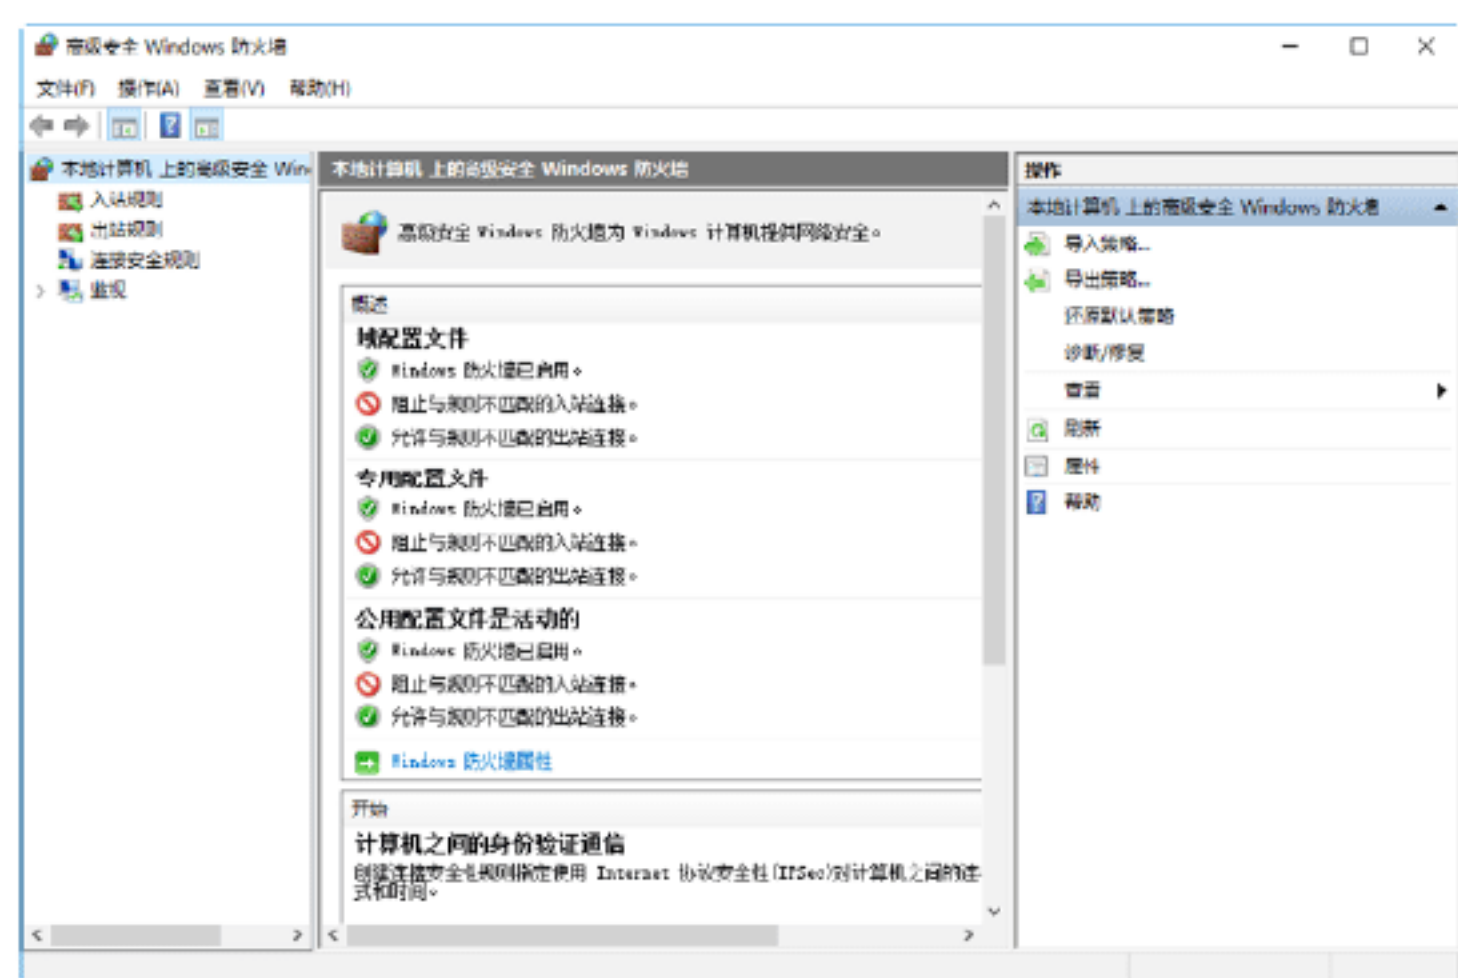 高级安全 Windows 防火墙
文件(F) 操作(A) 查看(V) 帮助(H)
本地计算机 上的高级安全 Win
入站规则
出站规则
连接安全规则
监视
本地计算机 上的高级安全 Windows 防火墙
高级安全 Windows 防火墙为 Windows 计算机提供网络安全。
概述
域配置文件
Windows 防火墙已启用。
阻止与规则不匹配的入站连接。
允许与规则不匹配的出站连接。
专用配置文件
Windows 防火墙已启用。
阻止与规则不匹配的入站连接。
允许与规则不匹配的出站连接。
公用配置文件是活动的
Windows 防火墙已启用。
阻止与规则不匹配的入站连接。
允许与规则不匹配的出站连接。
Windows 防火墙属性
开始
计算机之间的身份验证通信
创建连接安全性规则指定使用 Internet 协议安全性(IPSec)对计算机之间的连
式和时间。
操作
本地计算机 上的高级安全 Windows 防火墙
导入策略...
导出策略...
还原默认策略
诊断/修复
查看
刷新
属性
帮助